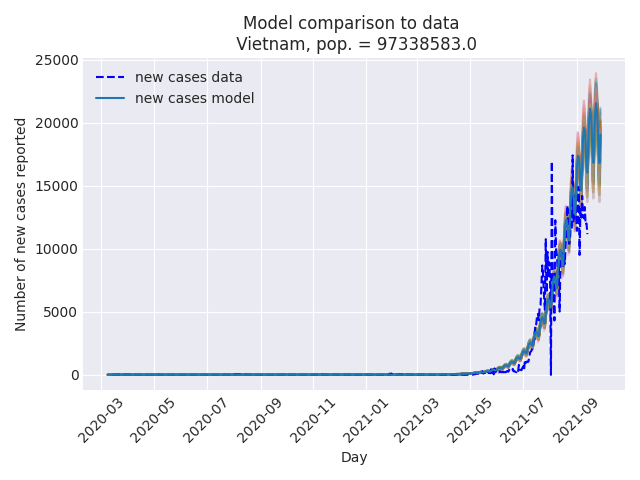 Model comparison to data
Vietnam, pop. = 97338583.0
new cases data
new cases model
Number of new cases reported
25000
20000
15000
10000
5000
0
2020-03
2020-05
2020-07
2020-09
2020-11
2021-01
2021-03
2021-05
2021-07
2021-09
Day